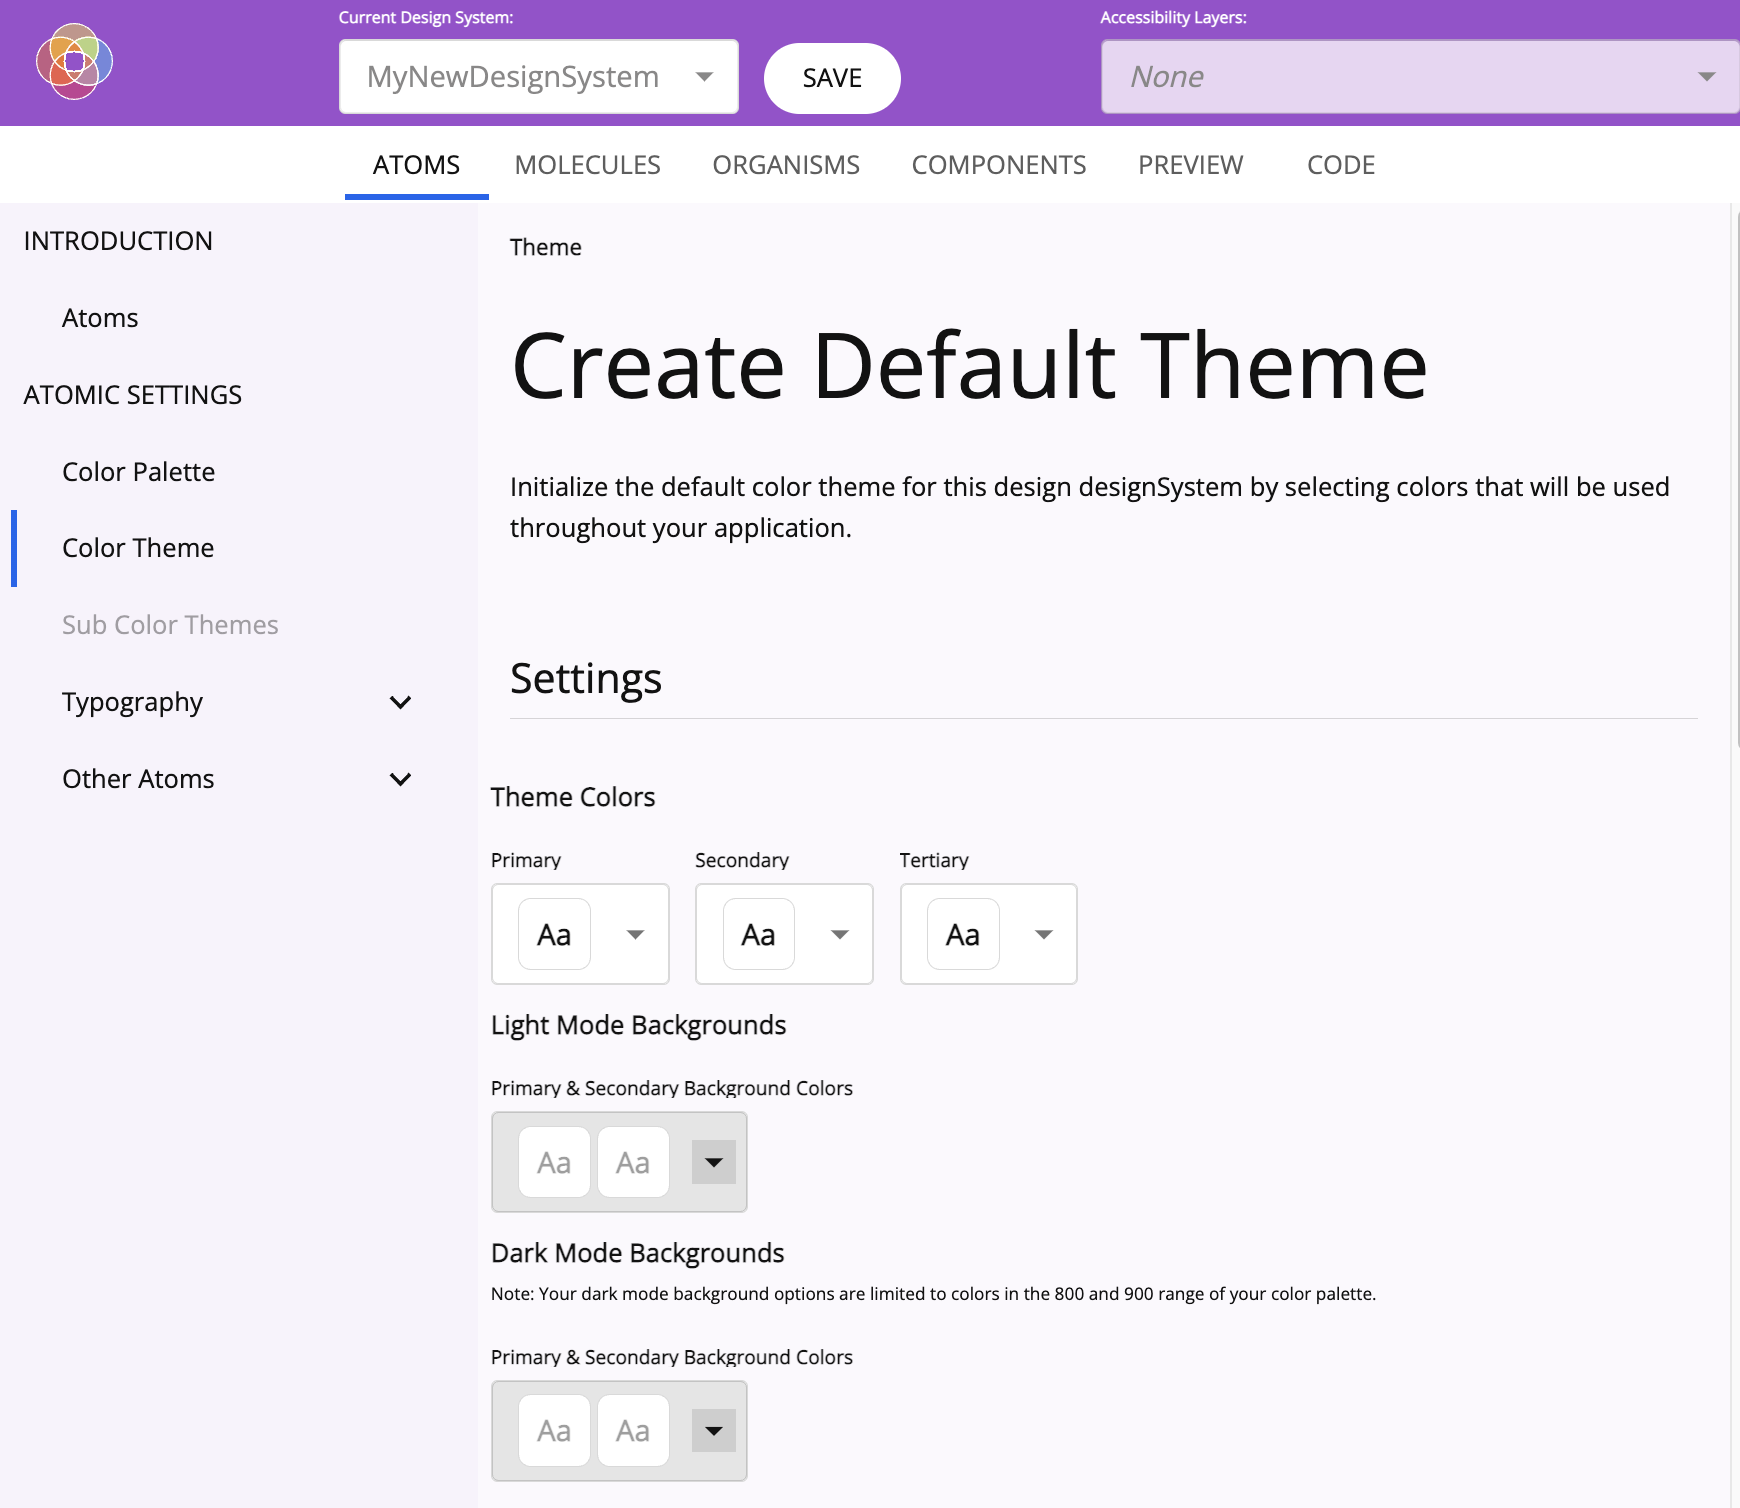 Current Design System:
Accessibility Layers:
MyNewDesignSystem
SAVE
None
ATOMS
MOLECULES
ORGANISMS
COMPONENTS
PREVIEW
CODE
INTRODUCTION
Atoms
ATOMIC SETTINGS
Color Palette
Color Theme
Sub Color Themes
Typography
Other Atoms
Theme
Create Default Theme
Initialize the default color theme for this design designSystem by selecting colors that will be used
throughout your application.
Settings
Theme Colors
Primary
Secondary
Tertiary
Aa
Aa
Aa
Light Mode Backgrounds
Primary & Secondary Background Colors
Aa Aa
Dark Mode Backgrounds
Note: Your dark mode background options are limited to colors in the 800 and 900 range of your color palette.
Primary & Secondary Background Colors
Aa Aa